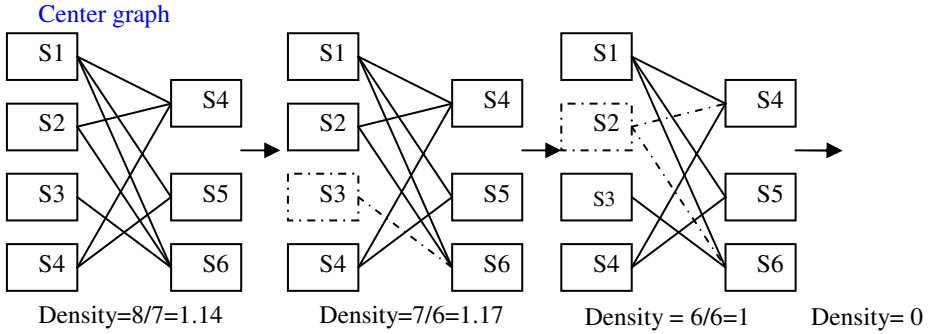 Center graph
S1
S2
S3
S4
S4
S5
S6
Density=8/7=1.14
S1
S2
S3
S4
S4
S5
S6
Density=7/6=1.17
S1
S2
S3
S4
S4
S5
S6
Density = 6/6=1
Density= 0